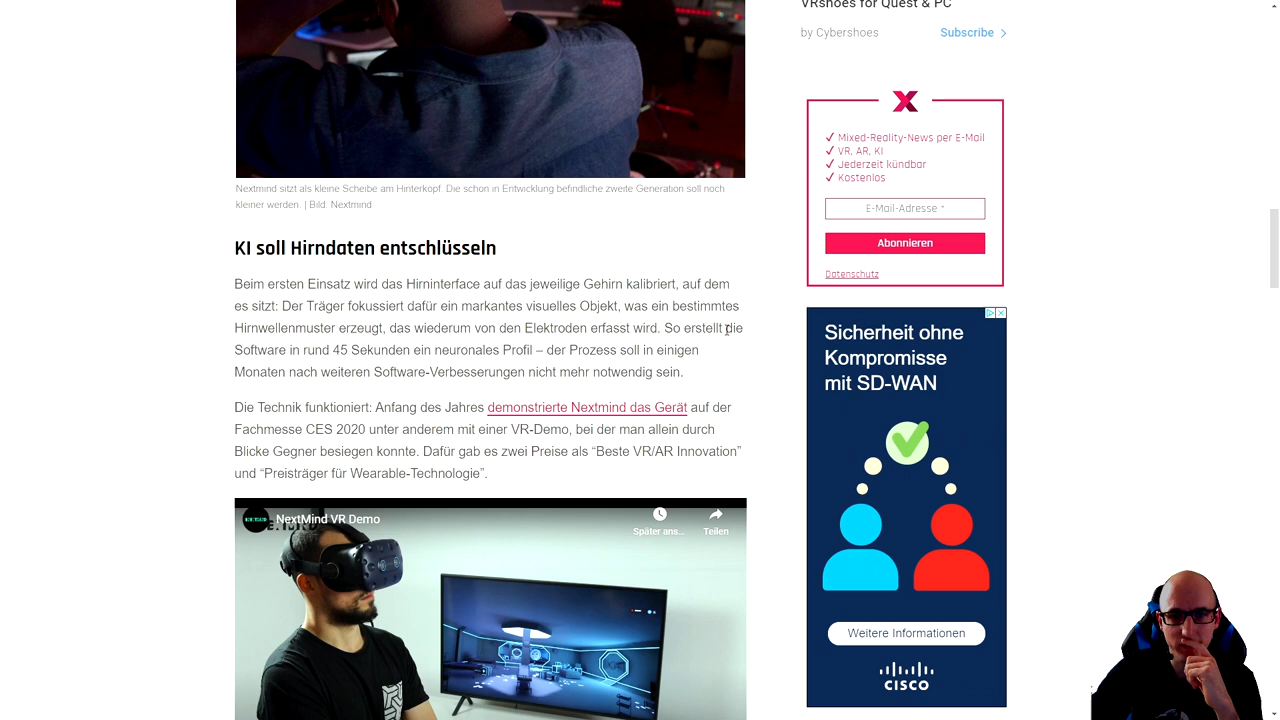 VRshoes for Quest & PC
by Cybershoes
Subscribe
Mixed-Reality-News per E-Mail
VR, AR, KI
Jederzeit kündbar
Kostenlos
E-Mail-Adresse *
Abonnieren
Datenschutz
Nextmind sitzt als kleine Scheibe am Hinterkopf. Die schon in Entwicklung befindliche zweite Generation soll noch
kleiner werden. | Bild: Nextmind
KI soll Hirndaten entschlüsseln
Beim ersten Einsatz wird das Hirninterface auf das jeweilige Gehirn kalibriert, auf dem
es sitzt: Der Träger fokussiert dafür ein markantes visuelles Objekt, was ein bestimmtes
Hirnwellenmuster erzeugt, das wiederum von den Elektroden erfasst wird. So erstellt die
Software in rund 45 Sekunden ein neuronales Profil – der Prozess soll in einigen
Monaten nach weiteren Software-Verbesserungen nicht mehr notwendig sein.
Die Technik funktioniert: Anfang des Jahres demonstrierte Nextmind das Gerät auf der
Fachmesse CES 2020 unter anderem mit einer VR-Demo, bei der man allein durch
Blicke Gegner besiegen konnte. Dafür gab es zwei Preise als “Beste VR/AR Innovation”
und “Preisträger für Wearable-Technologie”.
NextMind VR Demo
Später ans...
Teilen
Sicherheit ohne
Kompromisse
mit SD-WAN
Weitere Informationen
CISCO